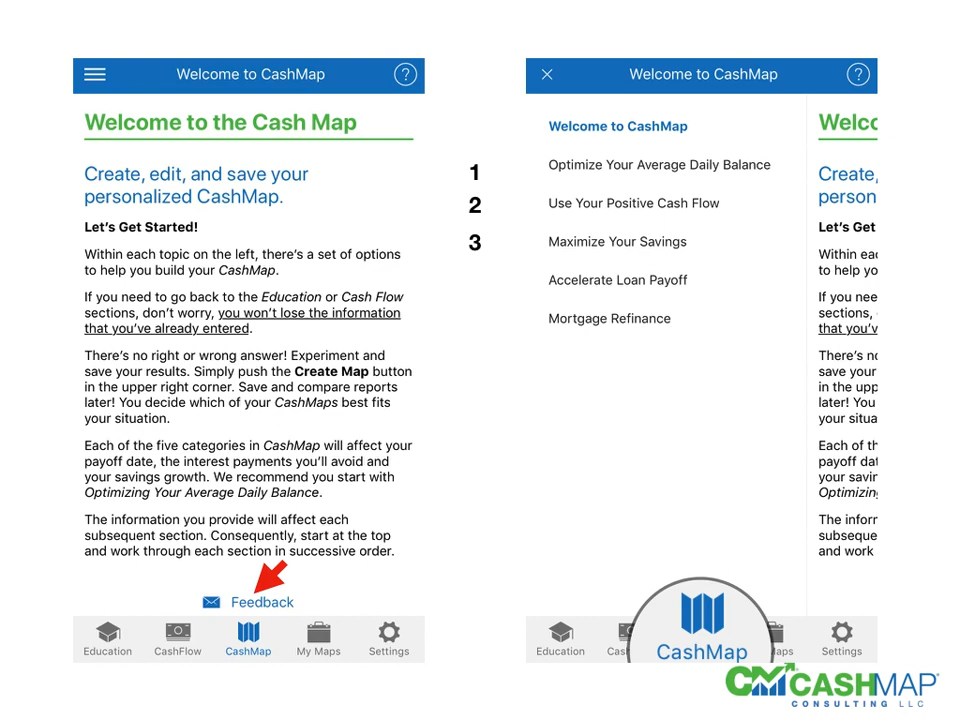 Welcome to CashMap
?
Welcome to the Cash Map
Create, edit, and save your
personalized CashMap.
Let's Get Started!
Within each topic on the left, there's a set of options
to help you build your CashMap.
If you need to go back to the Education or Cash Flow
sections, don't worry, you won't lose the information
that you've already entered.
There's no right or wrong answer! Experiment and
save your results. Simply push the Create Map button
in the upper right corner. Save and compare reports
later! You decide which of your CashMaps best fits
your situation.
Each of the five categories in CashMap will affect your
payoff date, the interest payments you'll avoid and
your savings growth. We recommend you start with
Optimizing Your Average Daily Balance.
The information you provide will affect each
subsequent section. Consequently, start at the top
and work through each section in successive order.
Feedback
Education CashFlow CashMap My Maps Settings
1
2
3
Welcome to CashMap
?
Welcome to CashMap
Optimize Your Average Daily Balance
Use Your Positive Cash Flow
Maximize Your Savings
Accelerate Loan Payoff
Mortgage Refinance
Welc
Create,
person
Let's Get
Within eac
to help yo
If you nee
sections,
that you'v
There's no
save your
in the upp
later! You
your situa
Each of th
payoff dat
your savin
Optimizing
The inform
subseque
and work
Education Cash CashMap Maps Settings
CM CASHMAP®
CONSULTING LLC